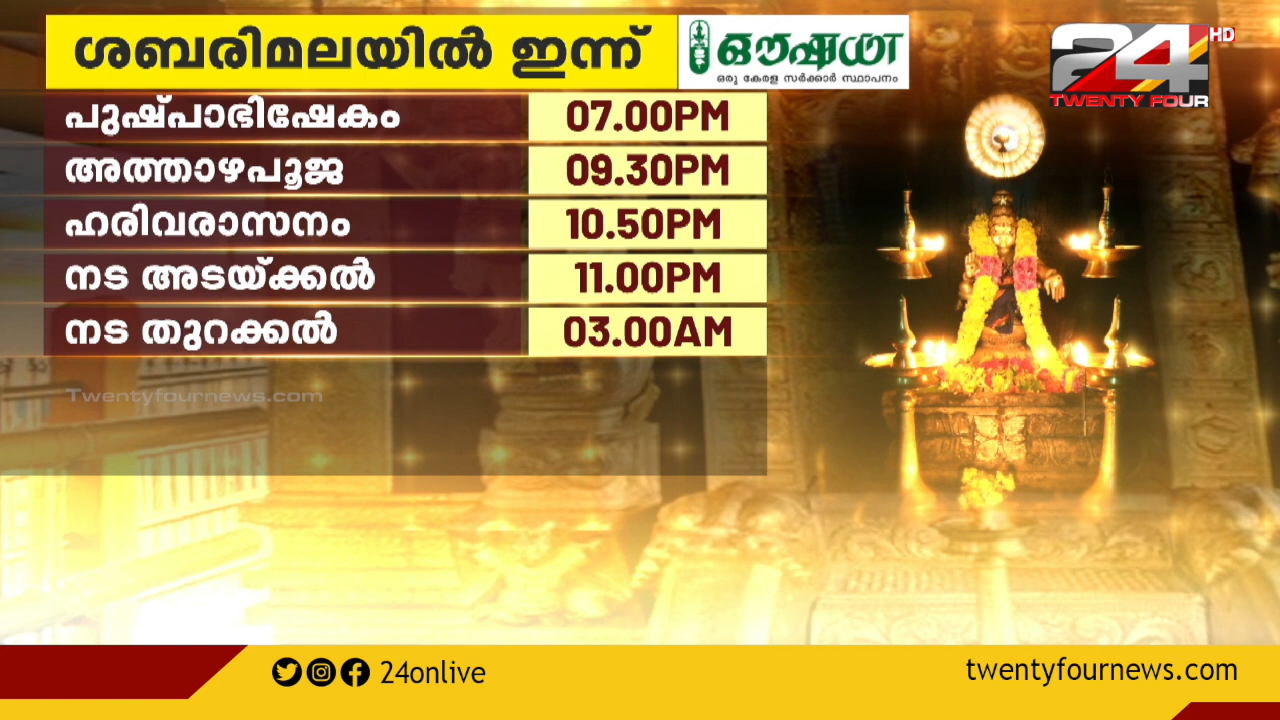 ശബരിമലയിൽ ഇന്ന്
ഔഷധി
ഒരു കേരള സർക്കാർ സ്ഥാപനം
24 HD
TWENTY FOUR
പുഷ്പാഭിഷേകം 07.00PM
അത്താഴപൂജ 09.30PM
ഹരിവരാസനം 10.50PM
നട അടയ്ക്കൽ 11.00PM
നട തുറക്കൽ 03.00AM
Twentyfournews.com
24onlive
twentyfournews.com